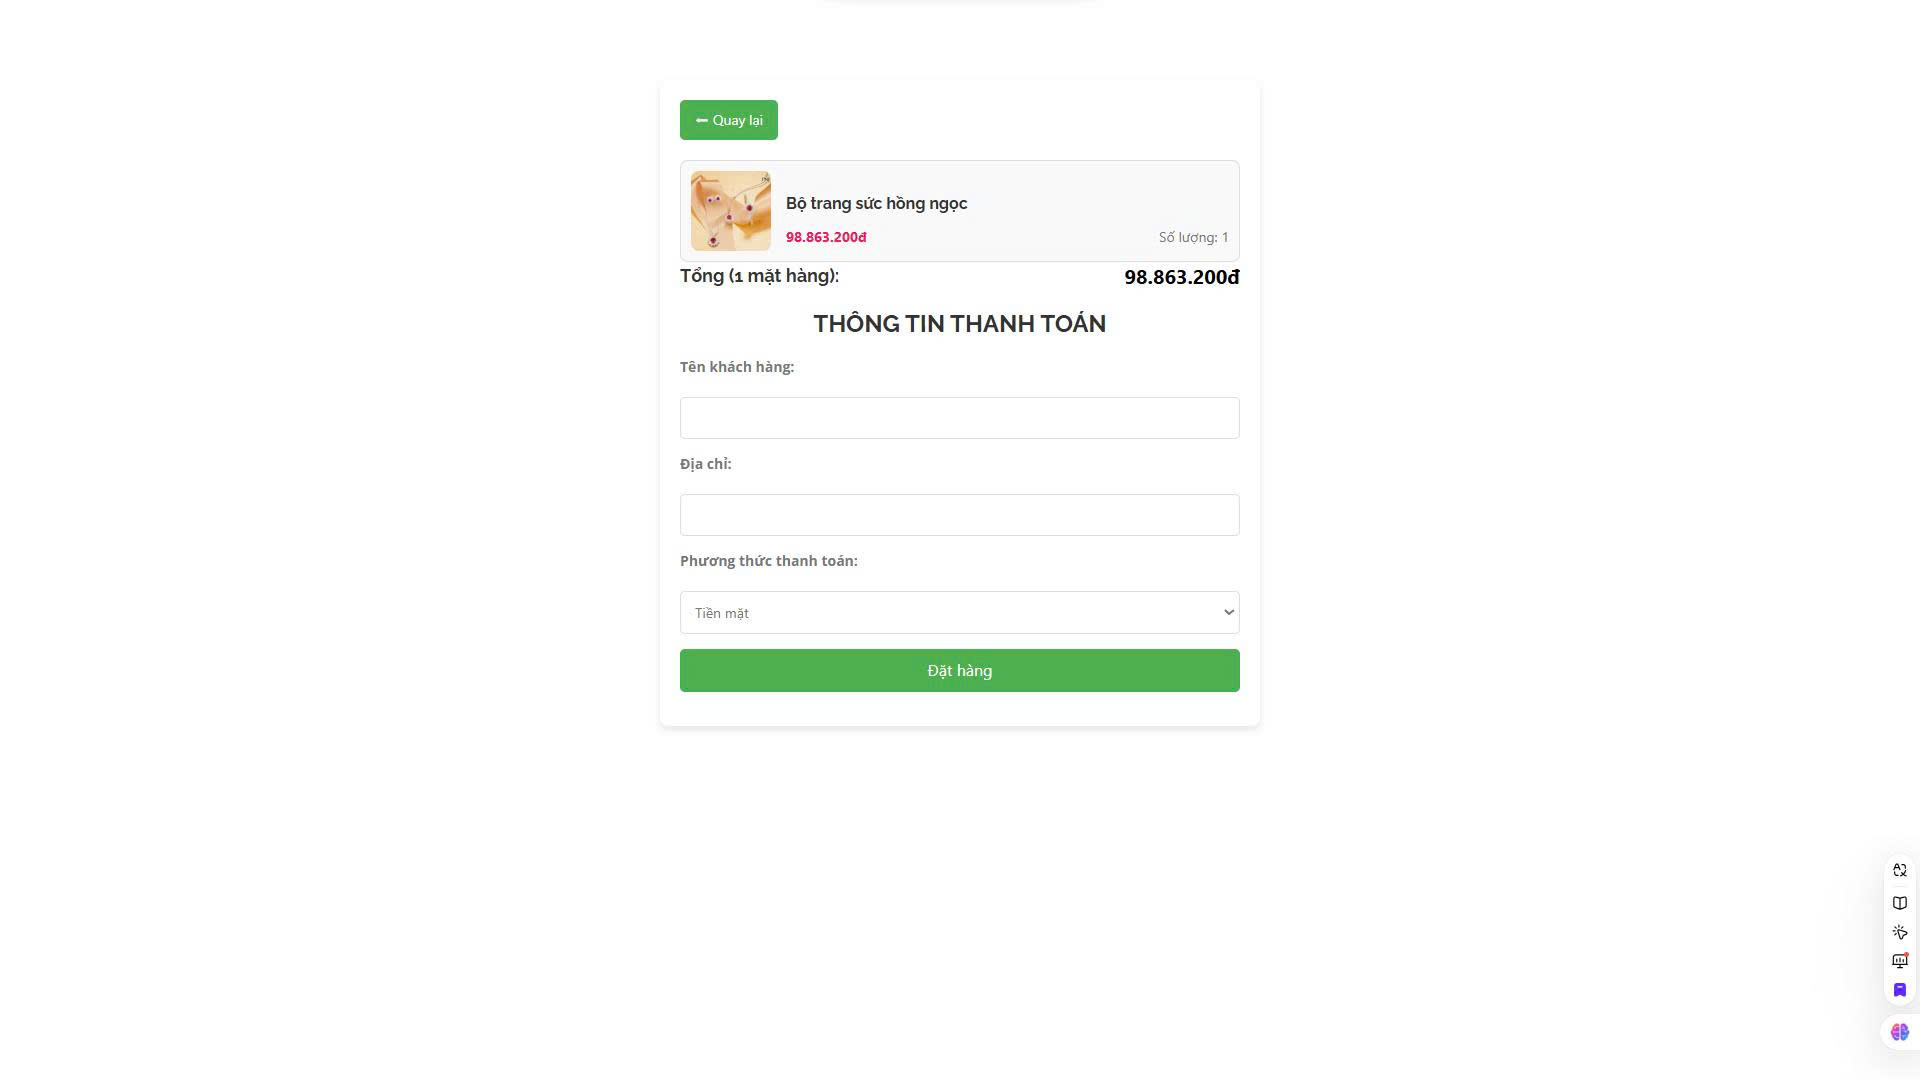 Quay lại
Bộ trang sức hồng ngọc
98.863.200đ
Số lượng: 1
Tổng (1 mặt hàng):
98.863.200đ
THÔNG TIN THANH TOÁN
Tên khách hàng:
Địa chỉ:
Phương thức thanh toán:
Tiền mặt
Đặt hàng